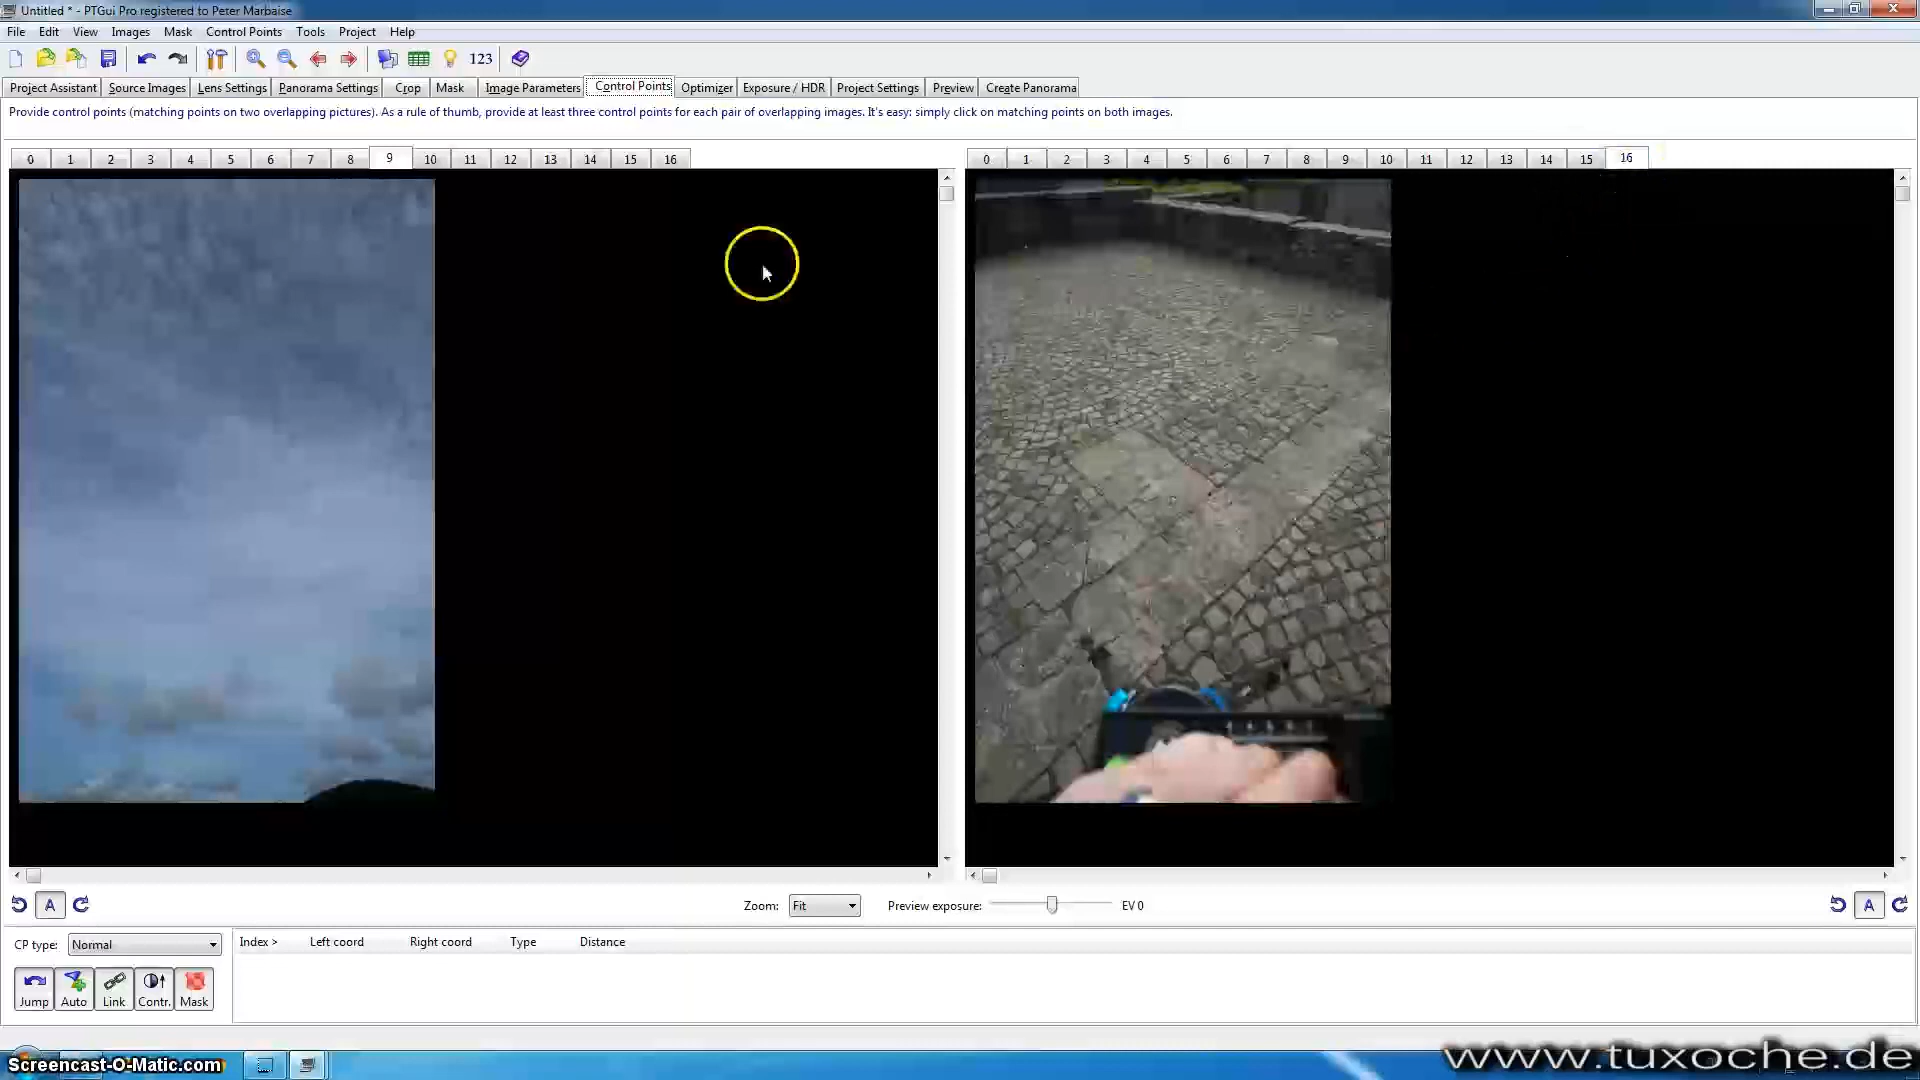 Untitled * - PTGui Pro registered to Peter Marbaise
File Edit View Images Mask Control Points Tools Project Help
123
Project Assistant Source Images Lens Settings Panorama Settings Crop Mask Image Parameters Control Points Optimizer Exposure / HDR Project Settings Preview Create Panorama
Provide control points (matching points on two overlapping pictures). As a rule of thumb, provide at least three control points for each pair of overlapping images. It's easy: simply click on matching points on both images.
0 1 2 3 4 5 6 7 8 9 10 11 12 13 14 15 16
0 1 2 3 4 5 6 7 8 9 10 11 12 13 14 15 16
A Zoom: Fit Preview exposure: EV 0 A
CP type: Normal
Index > Left coord Right coord Type Distance
Jump Auto Link Contr. Mask
Screencast-O-Matic.com
www.tuxoche.de